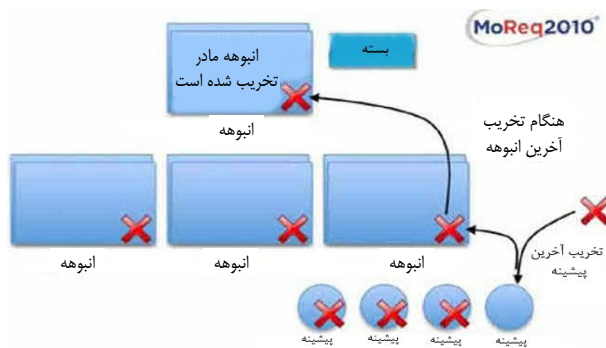 MoReq2010®
بسته
انبوهه مادر
تخریب شده است
انبوهه
هنگام تخریب
آخرین انبوهه
انبوهه
انبوهه
انبوهه
تخریب آخرین
پیشینه
پیشینه
پیشینه
پیشینه
پیشینه